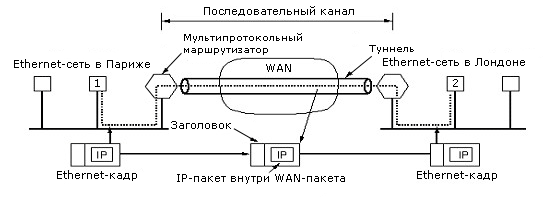 Последовательный канал
Мультипротокольный
маршрутизатор
Туннель
Ethernet-сеть в Париже
WAN
Ethernet-сеть в Лондоне
1
2
Заголовок
IP
IP
IP
Ethernet-кадр
IP-пакет внутри WAN-пакета
Ethernet-кадр